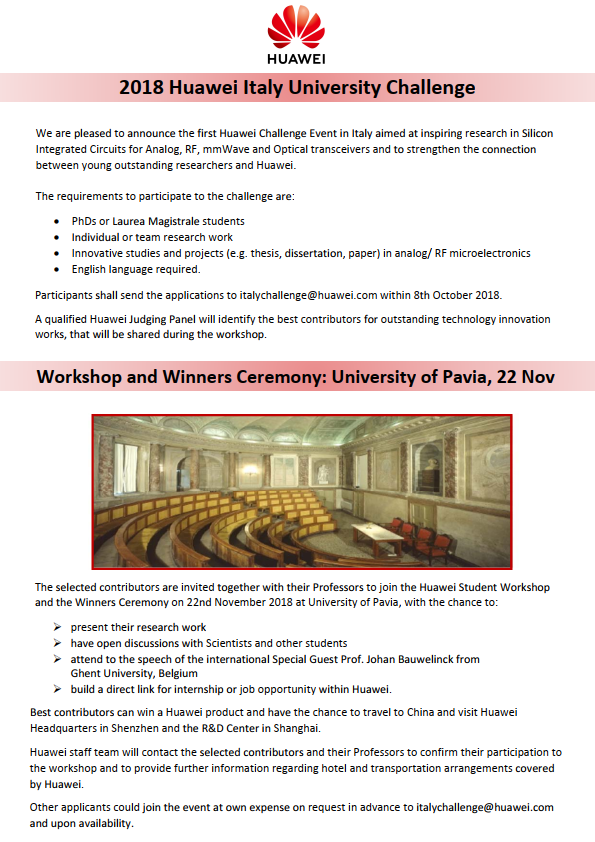 HUAWEI
2018 Huawei Italy University Challenge
We are pleased to announce the first Huawei Challenge Event in Italy aimed at inspiring research in Silicon
Integrated Circuits for Analog, RF, mmWave and Optical transceivers and to strengthen the connection
between young outstanding researchers and Huawei.
The requirements to participate to the challenge are:
• PhDs or Laurea Magistrale students
• Individual or team research work
• Innovative studies and projects (e.g. thesis, dissertation, paper) in analog/ RF microelectronics
• English language required.
Participants shall send the applications to italychallenge@huawei.com within 8th October 2018.
A qualified Huawei Judging Panel will identify the best contributors for outstanding technology innovation
works, that will be shared during the workshop.
Workshop and Winners Ceremony: University of Pavia, 22 Nov
The selected contributors are invited together with their Professors to join the Huawei Student Workshop
and the Winners Ceremony on 22nd November 2018 at University of Pavia, with the chance to:
➢ present their research work
➢ have open discussions with Scientists and other students
➢ attend to the speech of the international Special Guest Prof. Johan Bauwelinck from
Ghent University, Belgium
➢ build a direct link for internship or job opportunity within Huawei.
Best contributors can win a Huawei product and have the chance to travel to China and visit Huawei
Headquarters in Shenzhen and the R&D Center in Shanghai.
Huawei staff team will contact the selected contributors and their Professors to confirm their participation to
the workshop and to provide further information regarding hotel and transportation arrangements covered
by Huawei.
Other applicants could join the event at own expense on request in advance to italychallenge@huawei.com
and upon availability.